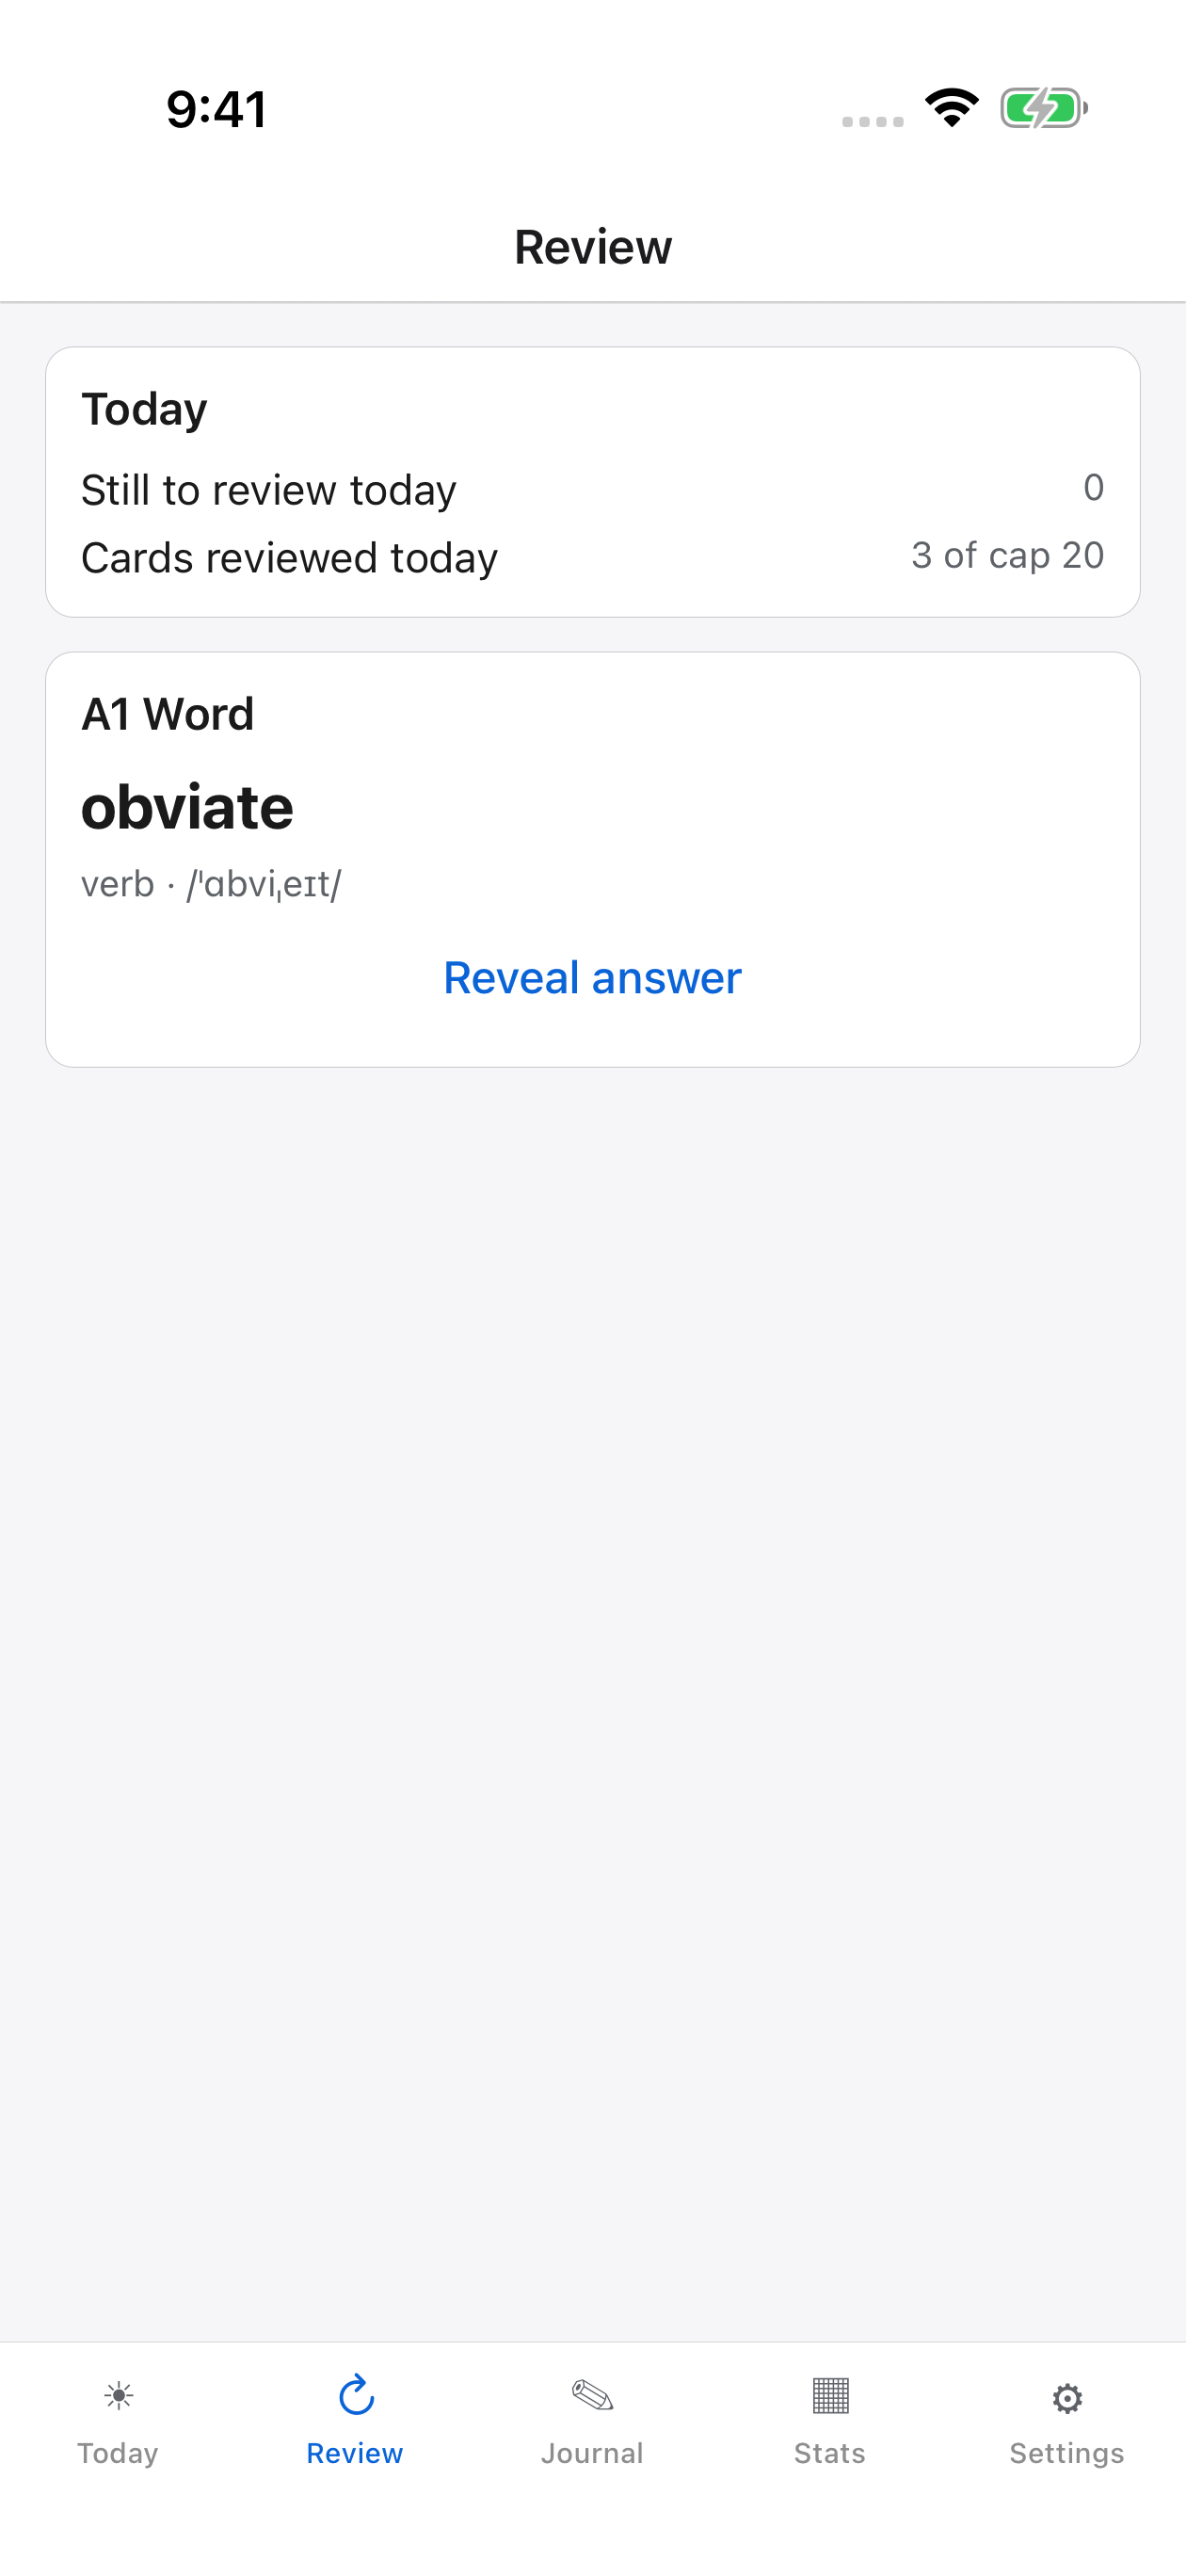 9:41
Review
Today
Still to review today 0
Cards reviewed today 3 of cap 20
A1 Word
obviate
verb · /ˈɑbviˌeɪt/
Reveal answer
Today Review Journal Stats Settings